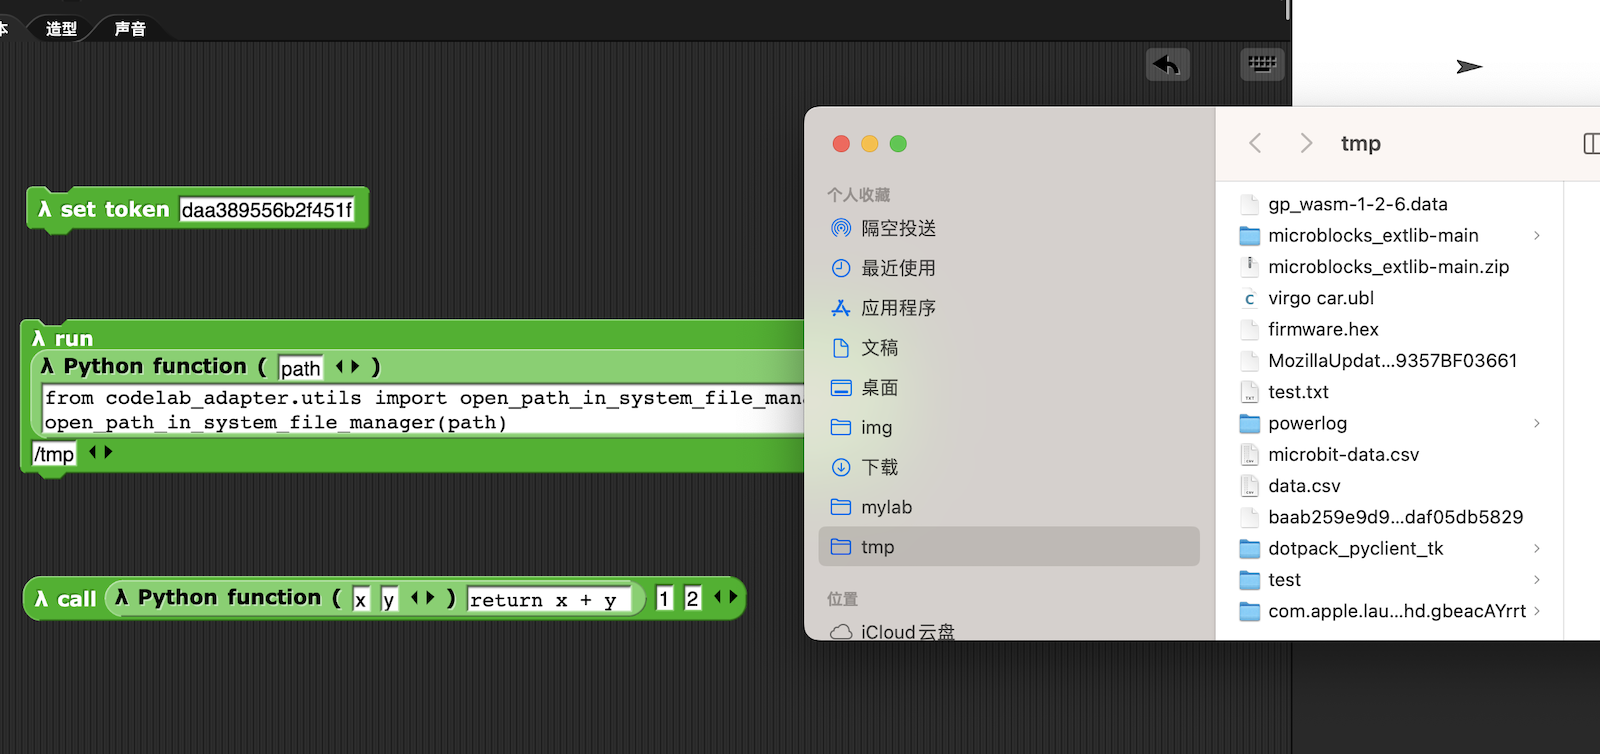 造型
声音
λ set token daa389556b2f451f
λ run
λ Python function ( path )
from codelab_adapter.utils import open_path_in_system_file_man
open_path_in_system_file_manager(path)
/tmp
λ call λ Python function ( x y ) return x + y 1 2
个人收藏
隔空投送
最近使用
应用程序
文稿
桌面
img
下载
mylab
tmp
位置
iCloud云盘
tmp
gp_wasm-1-2-6.data
microblocks_extlib-main
microblocks_extlib-main.zip
virgo car.ubl
firmware.hex
MozillaUpdat...9357BF03661
test.txt
powerlog
microbit-data.csv
data.csv
baab259e9d9...daf05db5829
dotpack_pyclient_tk
test
com.apple.lau...hd.gbeacAYrrt